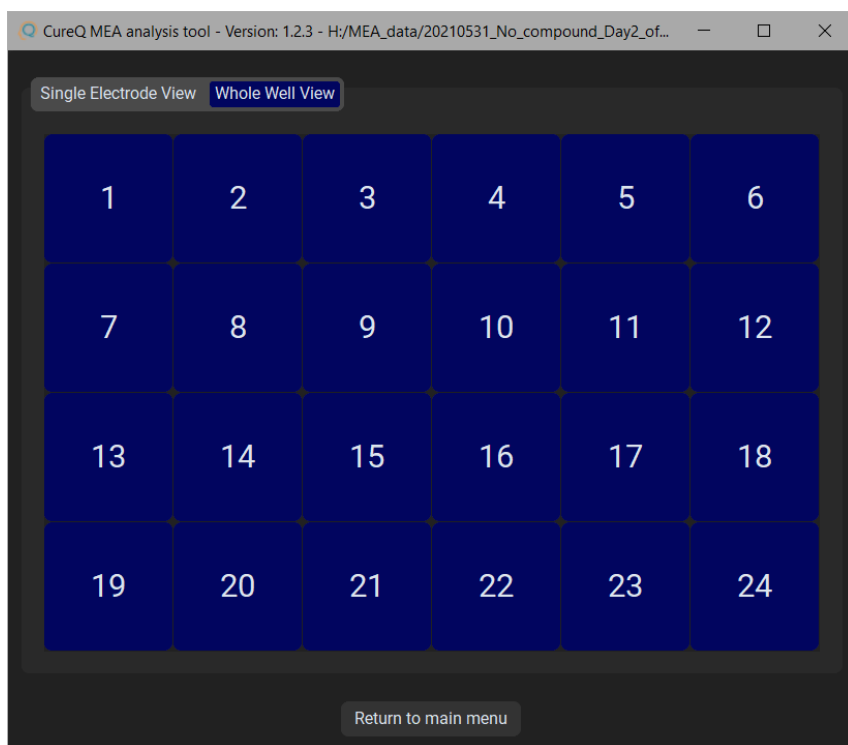 CureQ MEA analysis tool - Version: 1.2.3 - H:/MEA_data/20210531_No_compound_Day2_of...
Single Electrode View Whole Well View
1 2 3 4 5 6
7 8 9 10 11 12
13 14 15 16 17 18
19 20 21 22 23 24
Return to main menu